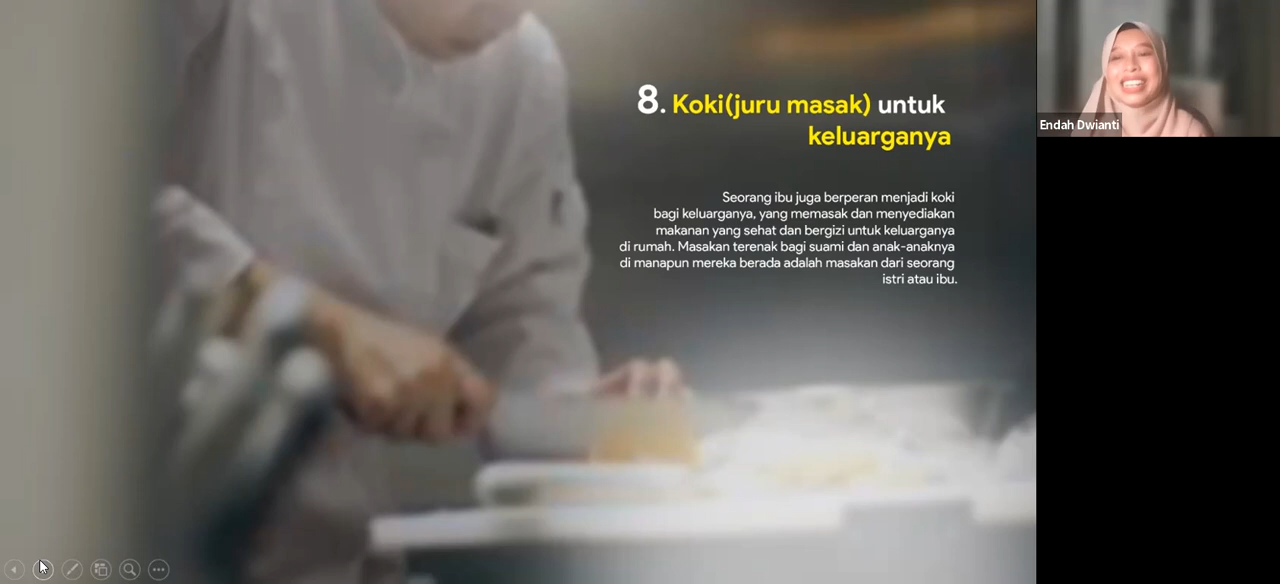 8. Koki(juru masak) untuk
keluarganya
Seorang ibu juga berperan menjadi koki
bagi keluarganya, yang memasak dan menyediakan
makanan yang sehat dan bergizi untuk keluarganya
di rumah. Masakan terenak bagi suami dan anak-anaknya
di manapun mereka berada adalah masakan dari seorang
istri atau ibu.
Endah Dwianti